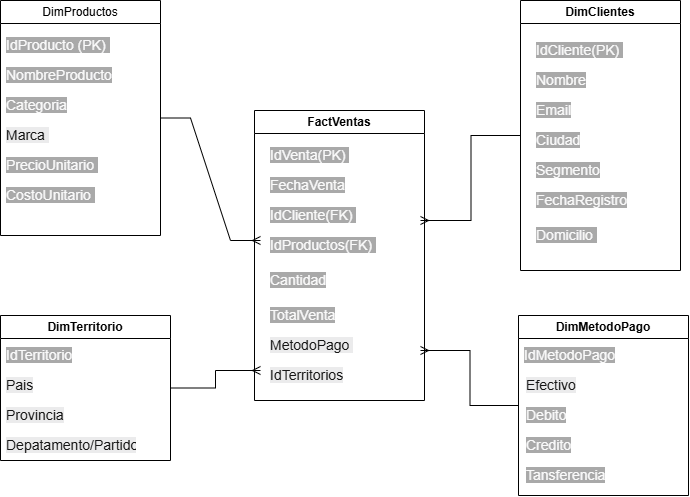 DimProductos
IdProducto (PK)
NombreProducto
Categoria
Marca
PrecioUnitario
CostoUnitario
DimClientes
IdCliente(PK)
Nombre
Email
Ciudad
Segmento
FechaRegistro
Domicilio
FactVentas
IdVenta(PK)
FechaVenta
IdCliente(FK)
IdProductos(FK)
Cantidad
TotalVenta
MetodoPago
IdTerritorios
DimTerritorio
IdTerritorio
Pais
Provincia
Depatamento/Partido
DimMetodoPago
IdMetodoPago
Efectivo
Debito
Credito
Tansferencia